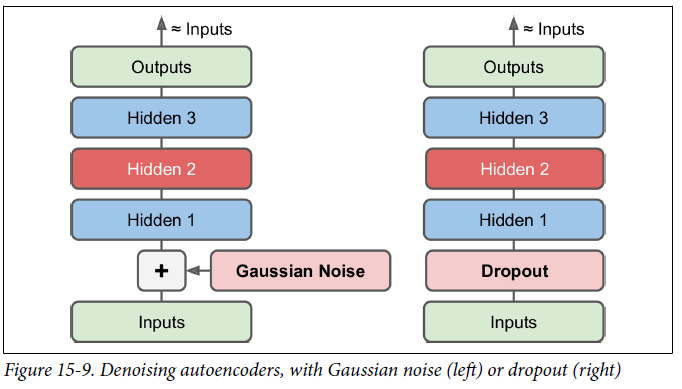 ≈ Inputs
Outputs
Hidden 3
Hidden 2
Hidden 1
+
Gaussian Noise
Inputs
≈ Inputs
Outputs
Hidden 3
Hidden 2
Hidden 1
Dropout
Inputs
Figure 15-9. Denoising autoencoders, with Gaussian noise (left) or dropout (right)